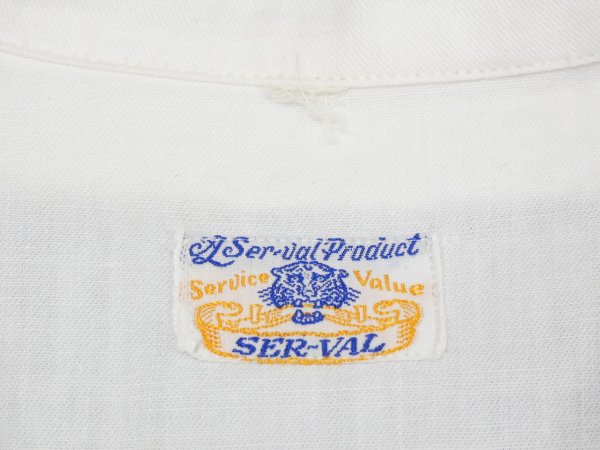 A Ser-val Product
Service Value
SER-VAL